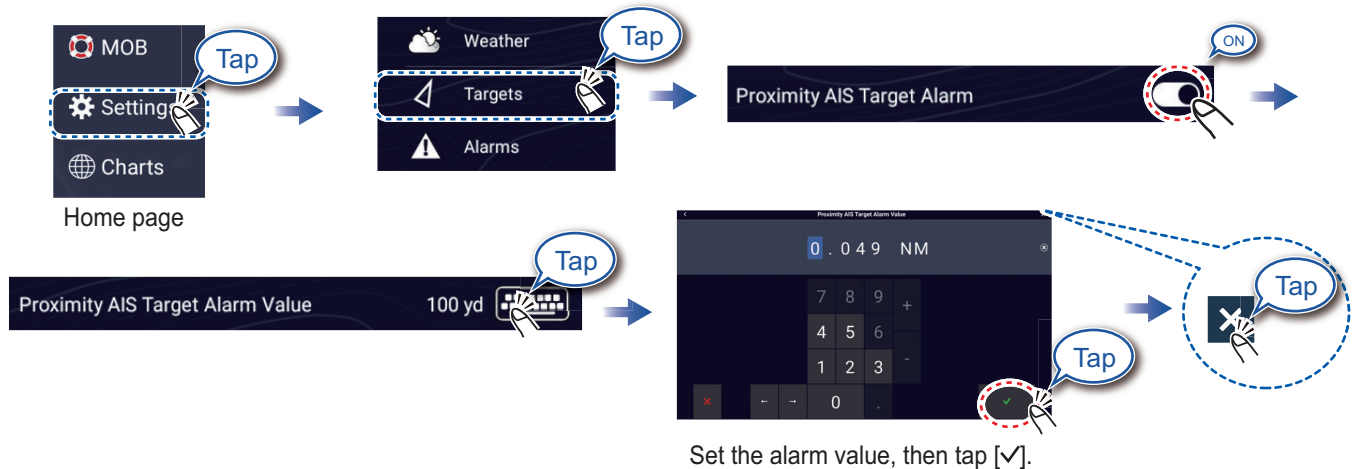 MOB
Tap
Settings
Charts
Home page
Weather
Tap
Targets
Alarms
Proximity AIS Target Alarm
ON
Proximity AIS Target Alarm Value
100 yd
Tap
Proximity AIS Target Alarm Value
0.049 NM
7 8 9 +
4 5 6
1 2 3 -
← → 0 .
Tap
Tap
Set the alarm value, then tap [✓].